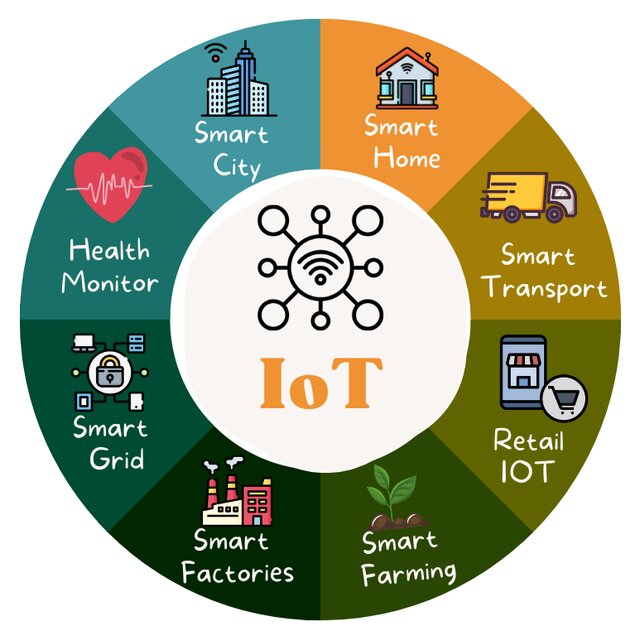 Smart
City
Smart
Home
Health
Monitor
Smart
Transport
IoT
Smart
Grid
Retail
IOT
Smart
Factories
Smart
Farming